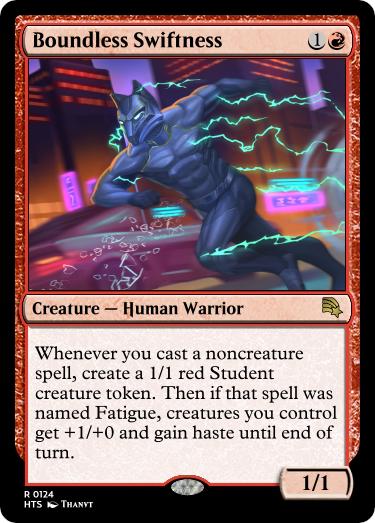 Boundless Swiftness 1
Creature — Human Warrior
Whenever you cast a noncreature
spell, create a 1/1 red Student
creature token. Then if that spell was
named Fatigue, creatures you control
get +1/+0 and gain haste until end of
turn.
1/1
R 0124
HTS Thanyt